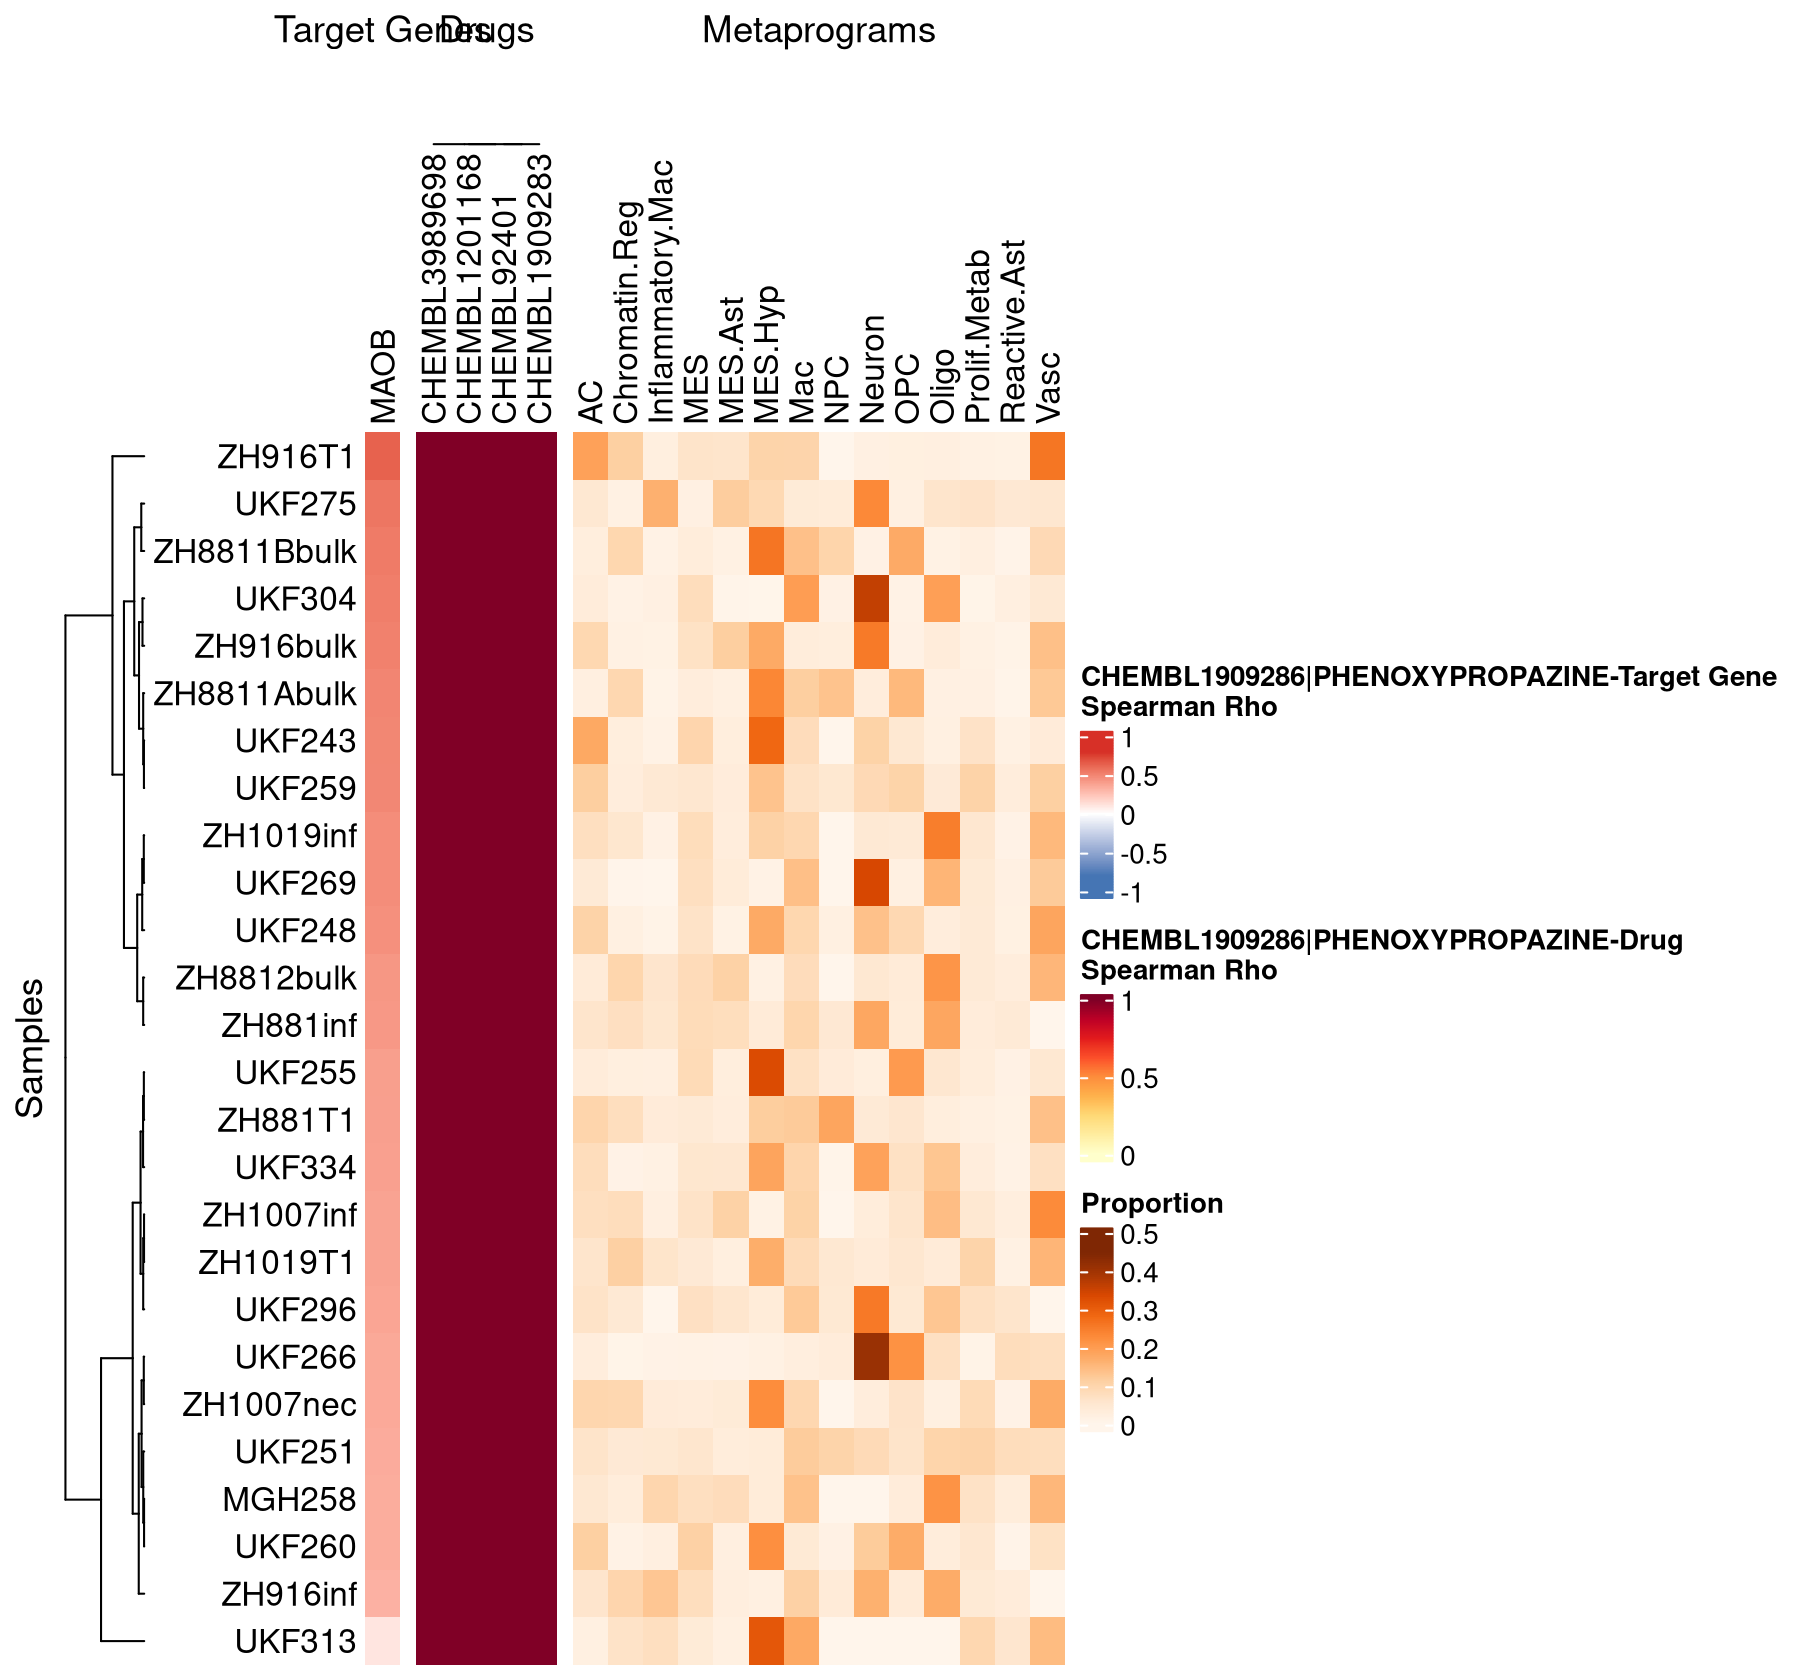 Target Genes
Drugs
Metaprograms
MAOB
CHEMBL3989698
CHEMBL1201168
CHEMBL92401
CHEMBL1909283
AC
Chromatin.Reg
Inflammatory.Mac
MES
MES.Ast
MES.Hyp
Mac
NPC
Neuron
OPC
Oligo
Prolif.Metab
Reactive.Ast
Vasc
Samples
ZH916T1
UKF275
ZH8811Bbulk
UKF304
ZH916bulk
ZH8811Abulk
UKF243
UKF259
ZH1019inf
UKF269
UKF248
ZH8812bulk
ZH881inf
UKF255
ZH881T1
UKF334
ZH1007inf
ZH1019T1
UKF296
UKF266
ZH1007nec
UKF251
MGH258
UKF260
ZH916inf
UKF313
CHEMBL1909286|PHENOXYPROPAZINE-Target Gene
Spearman Rho
1
0.5
0
-0.5
-1
CHEMBL1909286|PHENOXYPROPAZINE-Drug
Spearman Rho
1
0.5
0
Proportion
0.5
0.4
0.3
0.2
0.1
0